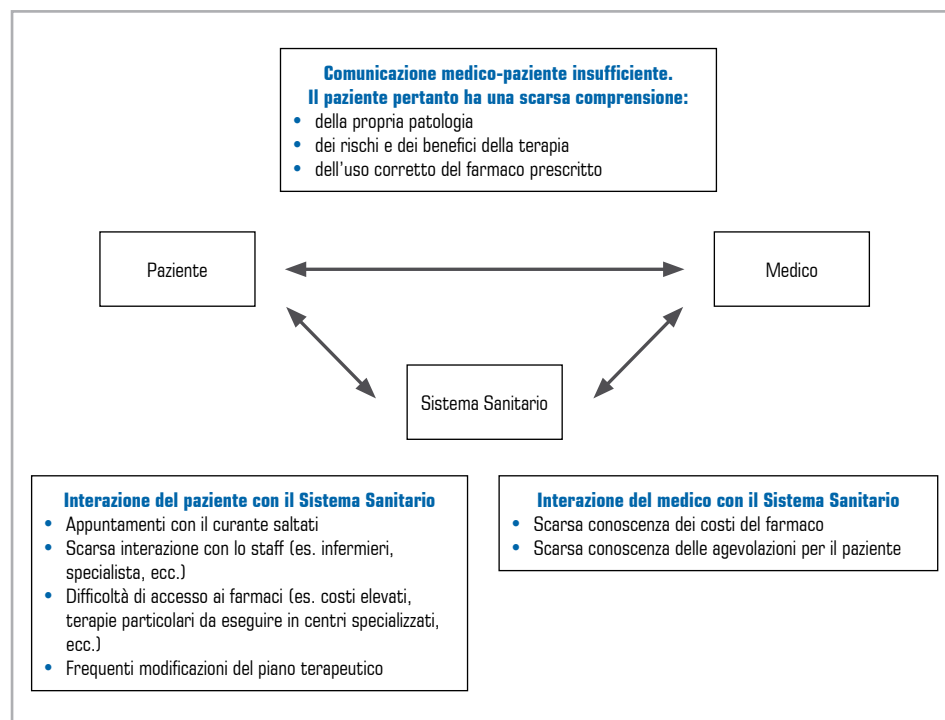 Comunicazione medico-paziente insufficiente.
Il paziente pertanto ha una scarsa comprensione:
• della propria patologia
• dei rischi e dei benefici della terapia
• dell'uso corretto del farmaco prescritto
Paziente
Medico
Sistema Sanitario
Interazione del paziente con il Sistema Sanitario
• Appuntamenti con il curante saltati
• Scarsa interazione con lo staff (es. infermieri,
specialista, ecc.)
• Difficoltà di accesso ai farmaci (es. costi elevati,
terapie particolari da eseguire in centri specializzati,
ecc.)
• Frequenti modificazioni del piano terapeutico
Interazione del medico con il Sistema Sanitario
• Scarsa conoscenza dei costi del farmaco
• Scarsa conoscenza delle agevolazioni per il paziente